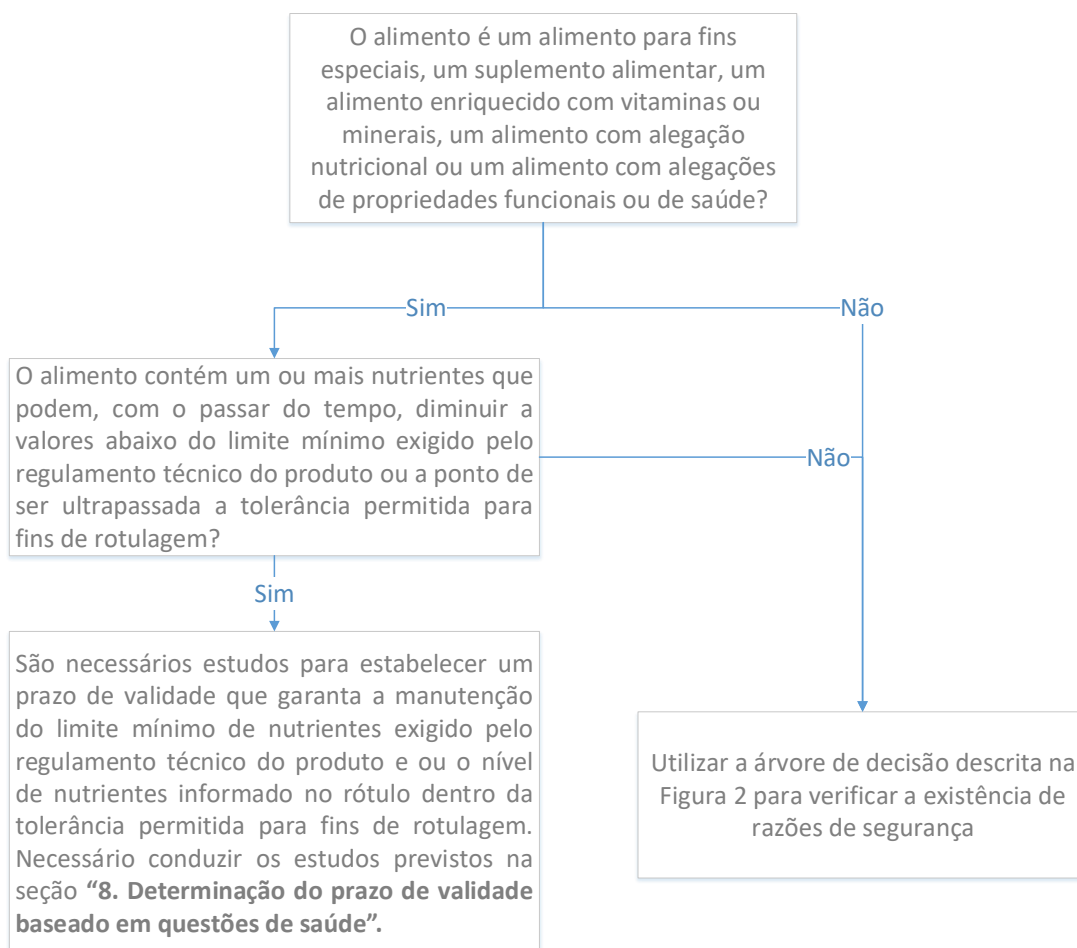 O alimento é um alimento para fins
especiais, um suplemento alimentar, um
alimento enriquecido com vitaminas ou
minerais, um alimento com alegação
nutricional ou um alimento com alegações
de propriedades funcionais ou de saúde?
Sim
Não
O alimento contém um ou mais nutrientes que
podem, com o passar do tempo, diminuir a
valores abaixo do limite mínimo exigido pelo
regulamento técnico do produto ou a ponto de
ser ultrapassada a tolerância permitida para
fins de rotulagem?
Não
Sim
São necessários estudos para estabelecer um
prazo de validade que garanta a manutenção
do limite mínimo de nutrientes exigido pelo
regulamento técnico do produto e ou o nível
de nutrientes informado no rótulo dentro da
tolerância permitida para fins de rotulagem.
Necessário conduzir os estudos previstos na
seção “8. Determinação do prazo de validade
baseado em questões de saúde”.
Utilizar a árvore de decisão descrita na
Figura 2 para verificar a existência de
razões de segurança